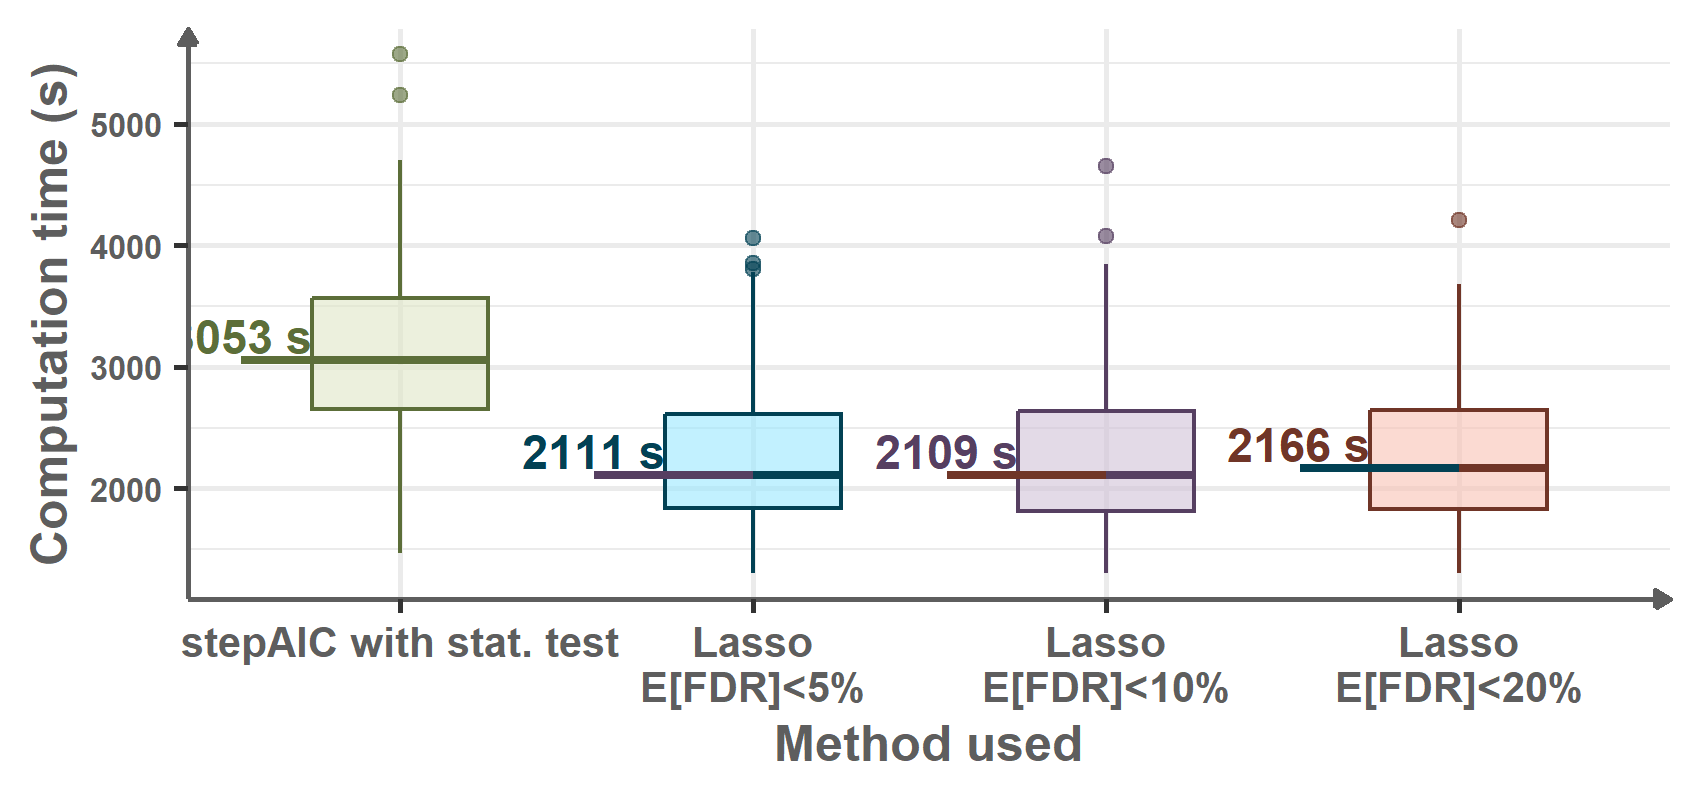 Computation time (s)
5000
4000
3000
2000
053 s
2111 s
2109 s
2166 s
stepAIC with stat. test
Lasso
E[FDR]<5%
Lasso
E[FDR]<10%
Lasso
E[FDR]<20%
Method used